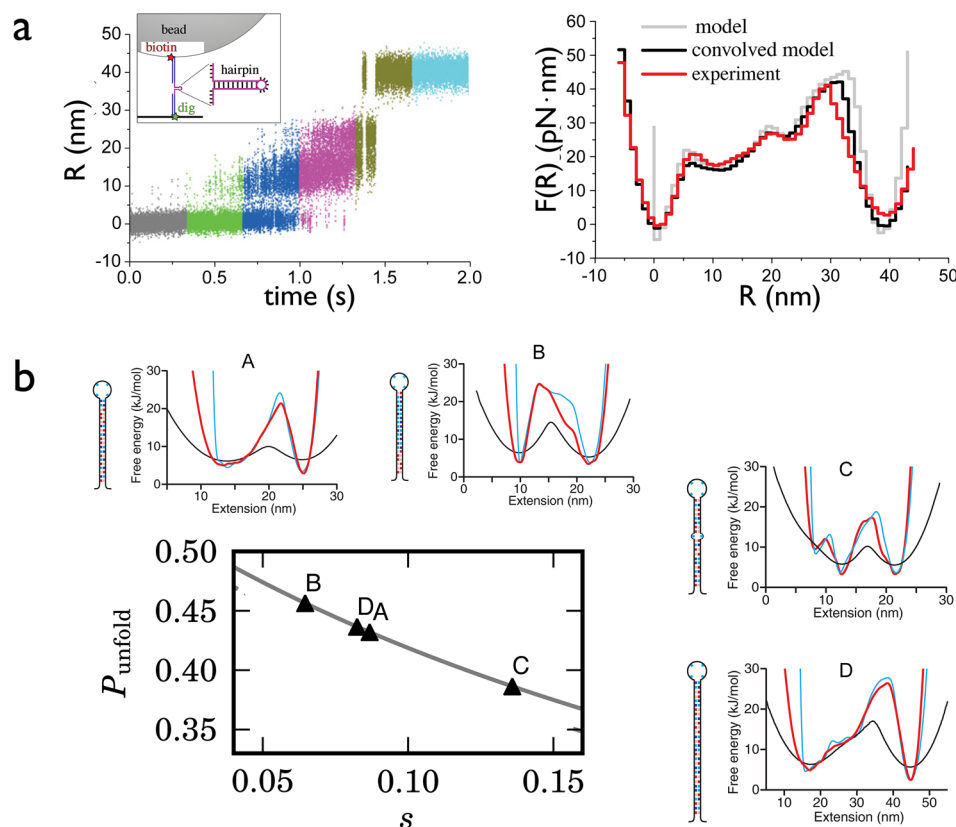 a
bead
biotin
hairpin
dig
R (nm)
50
40
30
20
10
0
-10
0.0
0.5
1.0
1.5
2.0
time (s)
model
convolved model
experiment
F(R) (pN·nm)
60
50
40
30
20
10
0
-10
-10
0
10
20
30
40
50
R (nm)
b
A
Free energy (kJ/mol)
30
20
10
0
10
20
30
Extension (nm)
B
Free energy (kJ/mol)
30
20
10
0
0
10
20
30
Extension (nm)
C
Free energy (kJ/mol)
30
20
10
0
0
10
20
30
Extension (nm)
P unfold
0.50
0.45
0.40
0.35
B
D A
C
0.05
0.10
0.15
s
D
Free energy (kJ/mol)
30
20
10
0
10
20
30
40
50
Extension (nm)